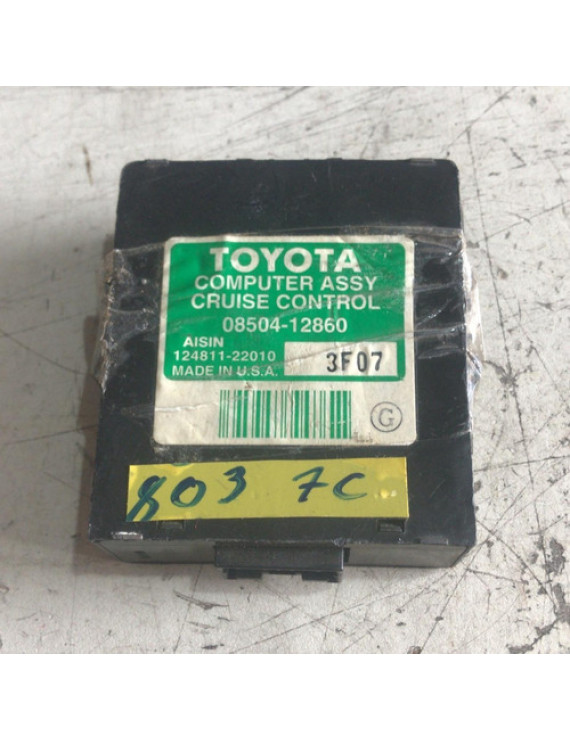 TOYOTA
COMPUTER ASSY
CRUISE CONTROL
08504-12860
AISIN
124811-22010
3F07
MADE IN U.S.A.
G
803 7C